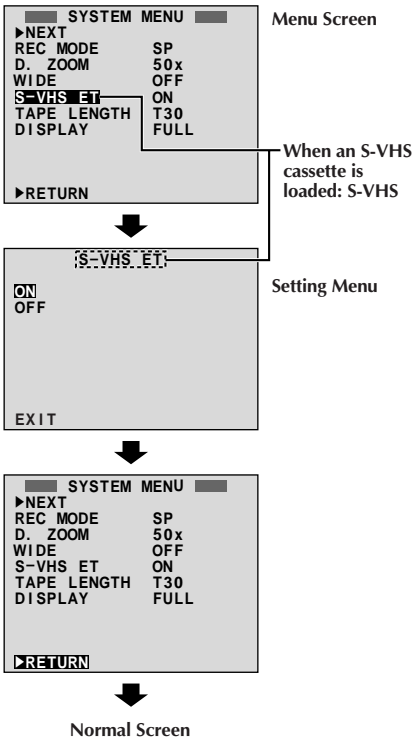 SYSTEM MENU
Menu Screen
▶NEXT
REC MODE SP
D. ZOOM 50x
WIDE OFF
S-VHS ET ON
TAPE LENGTH T30
DISPLAY FULL
▶RETURN
When an S-VHS
cassette is
loaded: S-VHS
S-VHS ET
Setting Menu
ON
OFF
EXIT
SYSTEM MENU
▶NEXT
REC MODE SP
D. ZOOM 50x
WIDE OFF
S-VHS ET ON
TAPE LENGTH T30
DISPLAY FULL
▶RETURN
Normal Screen